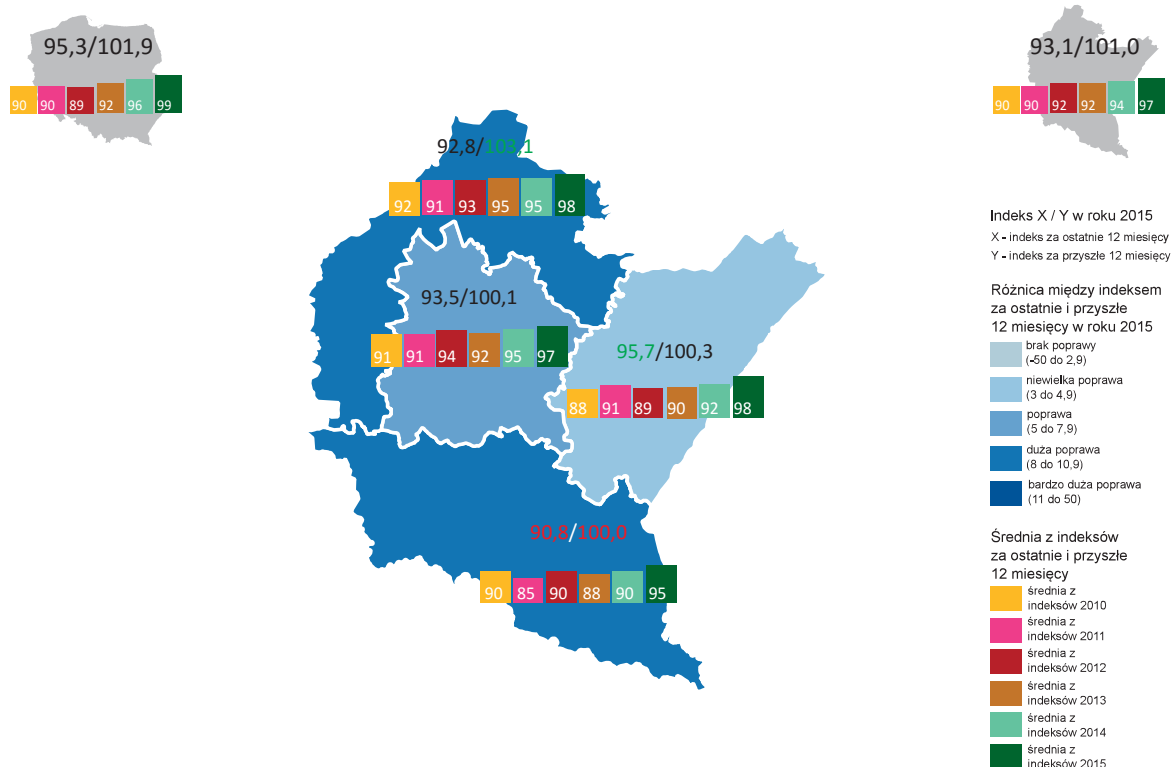 95,3/101,9
90 90 89 92 96 99
93,1/101,0
90 90 92 92 94 97
92,8/103,1
92 91 93 95 95 98
93,5/100,1
91 91 94 92 95 97
95,7/100,3
88 91 89 90 92 98
90,8/100,0
90 85 90 88 90 95
Indeks X / Y w roku 2015
X - indeks za ostatnie 12 miesięcy
Y - indeks za przyszłe 12 miesięcy
Różnica między indeksem
za ostatnie i przyszłe
12 miesięcy w roku 2015
brak poprawy
(-50 do 2,9)
niewielka poprawa
(3 do 4,9)
poprawa
(5 do 7,9)
duża poprawa
(8 do 10,9)
bardzo duża poprawa
(11 do 50)
Średnia z indeksów
za ostatnie i przyszłe
12 miesięcy
średnia z
indeksów 2010
średnia z
indeksów 2011
średnia z
indeksów 2012
średnia z
indeksów 2013
średnia z
indeksów 2014
średnia z
indeksów 2015